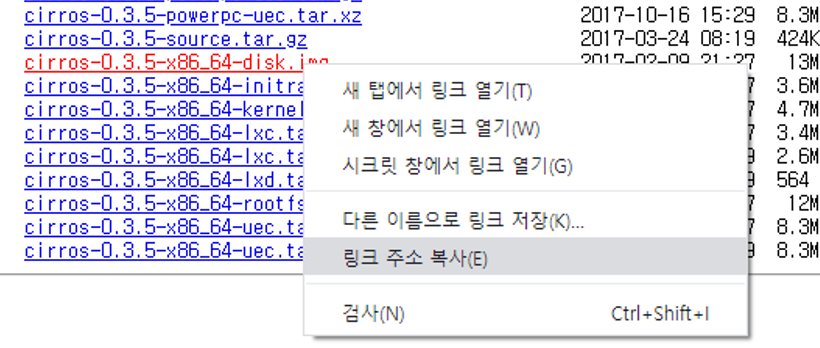 cirros-0.3.5-powerpc-uec.tar.xz 2017-10-16 15:29 8.3M
cirros-0.3.5-source.tar.gz 2017-03-24 08:19 424K
cirros-0.3.5-x86_64-disk.img 2017-02-09 21:27 13M
cirros-0.3.5-x86_64-initra 7 3.6M
cirros-0.3.5-x86_64-kernel 7 4.7M
cirros-0.3.5-x86_64-lxc.ta 7 3.4M
cirros-0.3.5-x86_64-lxc.ta 9 2.6M
cirros-0.3.5-x86_64-lxd.ta 9 564
cirros-0.3.5-x86_64-rootfs 7 12M
cirros-0.3.5-x86_64-uec.ta 7 8.3M
cirros-0.3.5-x86_64-uec.ta 9 8.3M
새 탭에서 링크 열기(T)
새 창에서 링크 열기(W)
시크릿 창에서 링크 열기(G)
다른 이름으로 링크 저장(K)...
링크 주소 복사(E)
검사(N) Ctrl+Shift+I